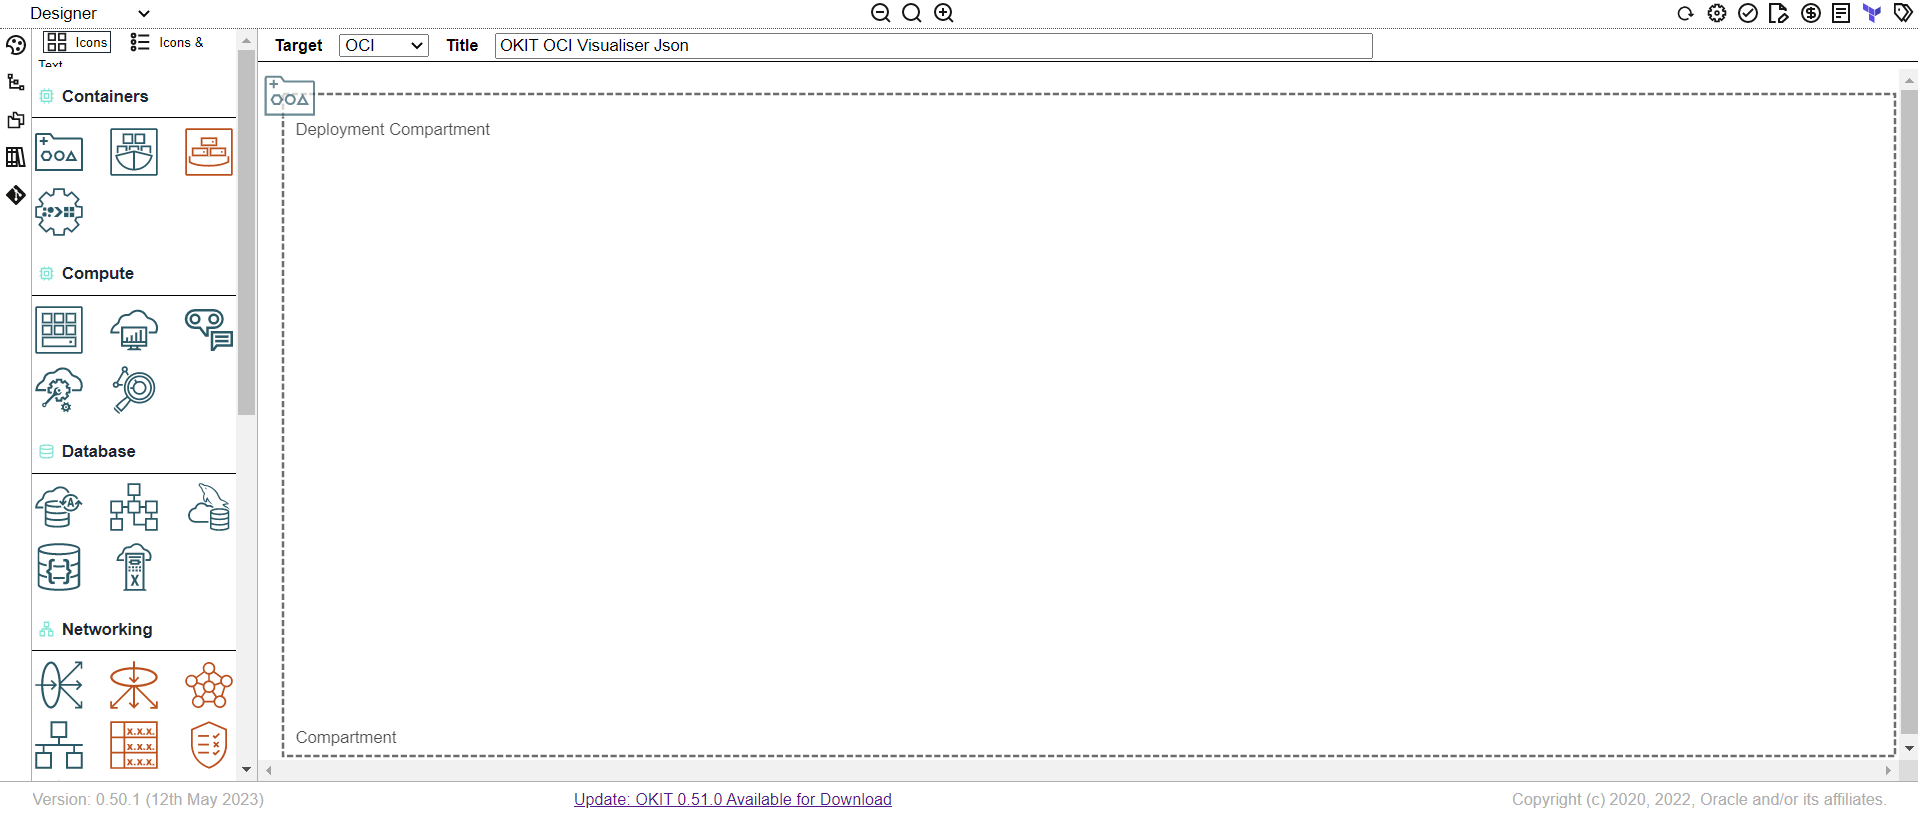 Designer
Icons
Icons &
Text
Target
OCI
Title
OKIT OCI Visualiser Json
Containers
Deployment Compartment
Compute
Database
A
X
Networking
X.X.X.
X.X.X.
X.X.X.
Compartment
Version: 0.50.1 (12th May 2023)
Update: OKIT 0.51.0 Available for Download
Copyright (c) 2020, 2022, Oracle and/or its affiliates.